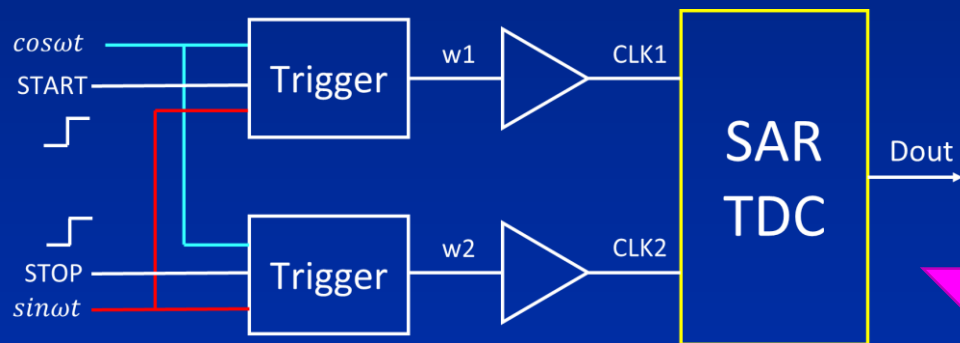 cosωt
START
Trigger
w1
CLK1
SAR
TDC
Dout
STOP
sinωt
Trigger
w2
CLK2